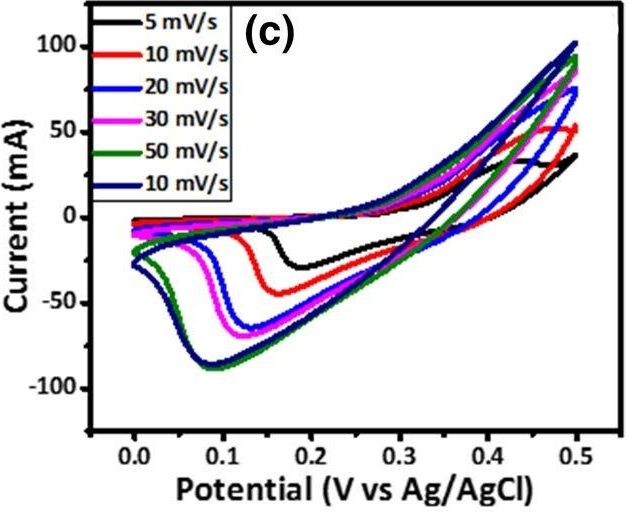 5 mV/s
10 mV/s
20 mV/s
30 mV/s
50 mV/s
10 mV/s
(c)
Current (mA)
100
50
0
-50
-100
0.0 0.1 0.2 0.3 0.4 0.5
Potential (V vs Ag/AgCl)